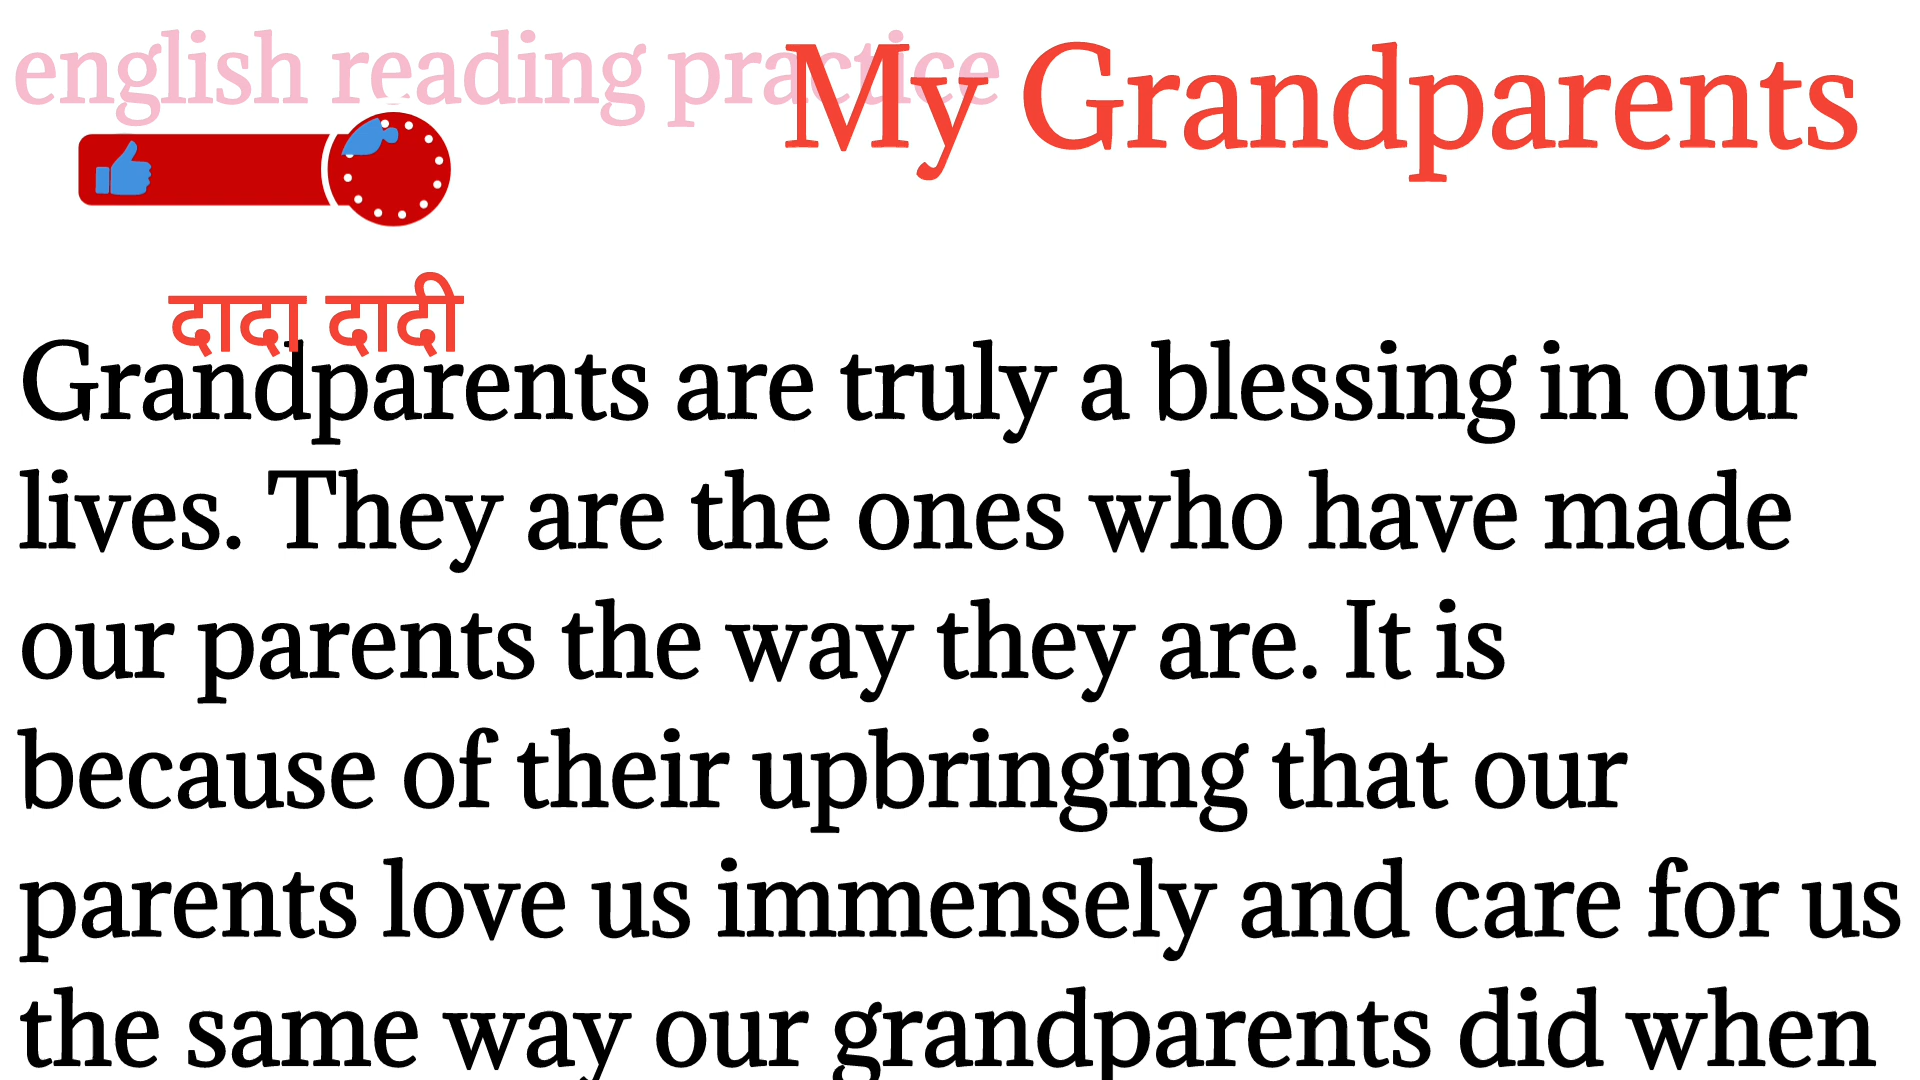 english reading practice
My Grandparents
दादा दादी
Grandparents are truly a blessing in our
lives. They are the ones who have made
our parents the way they are. It is
because of their upbringing that our
parents love us immensely and care for us
the same way our grandparents did when